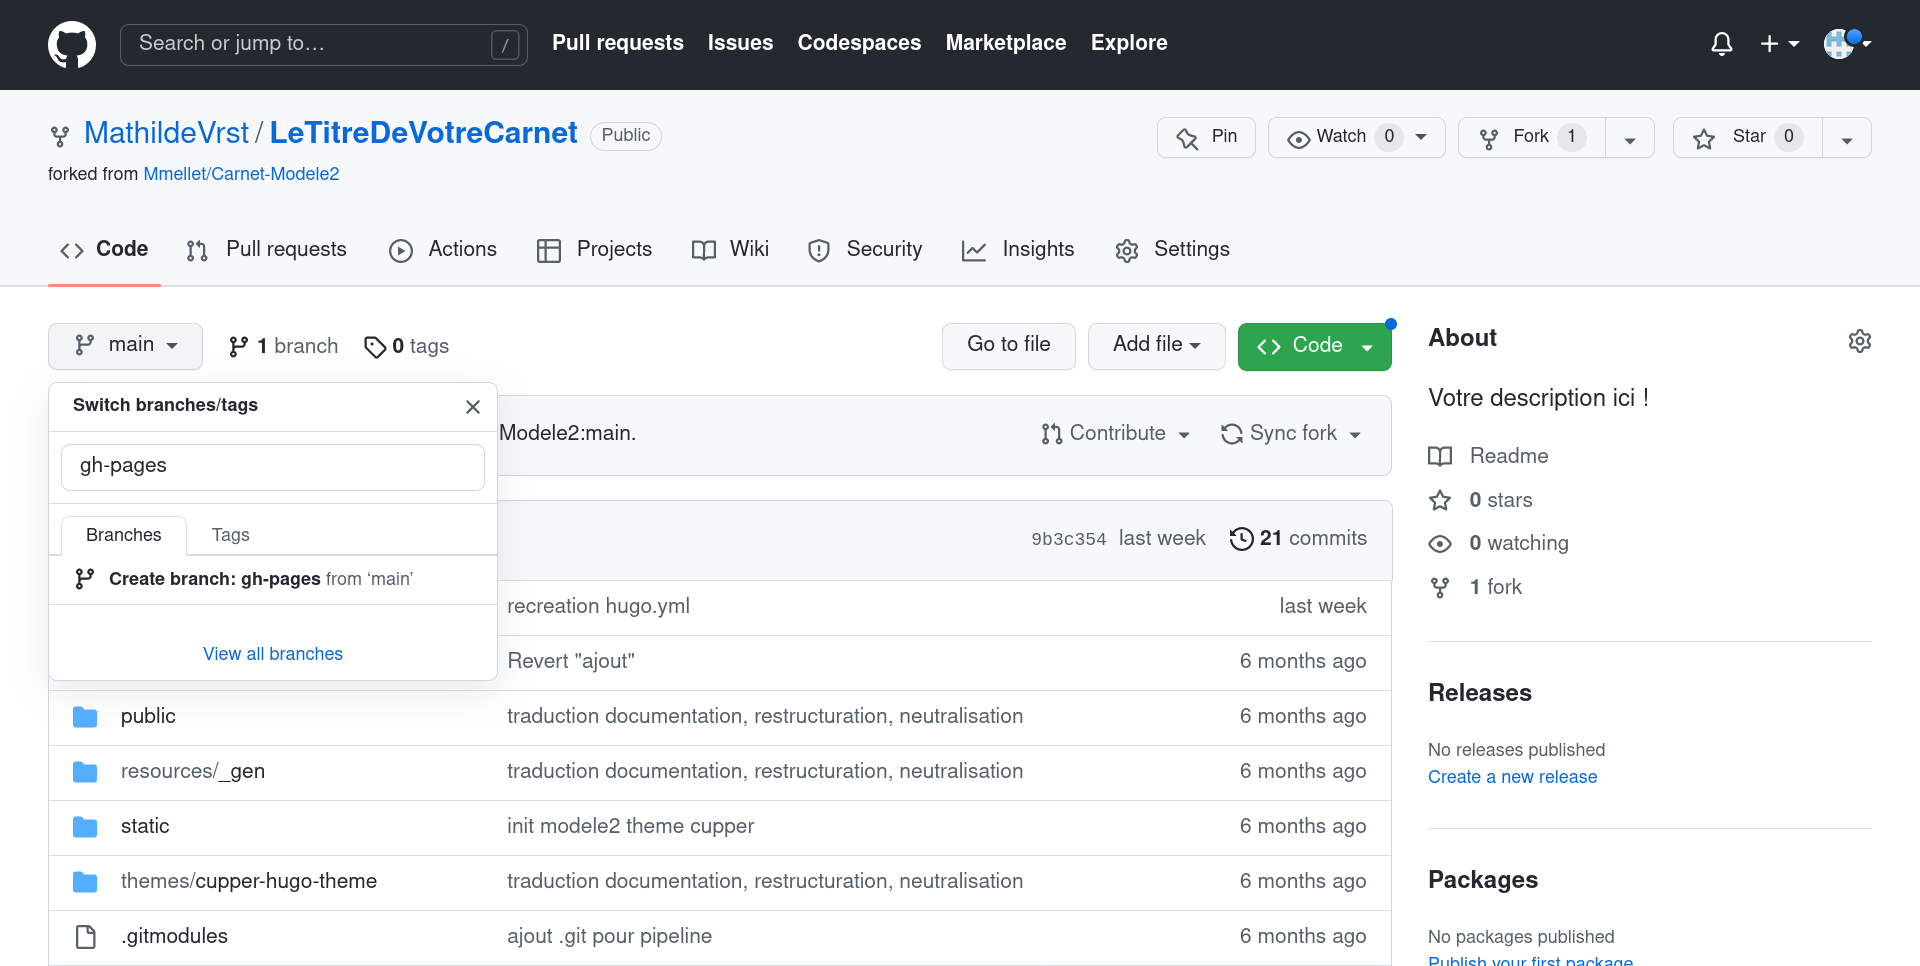 Search or jump to… /
Pull requests Issues Codespaces Marketplace Explore
MathildeVrst / LeTitreDeVotreCarnet Public
forked from Mmellet/Carnet-Modele2
Pin Watch 0 Fork 1 Star 0
Code Pull requests Actions Projects Wiki Security Insights Settings
main 1 branch 0 tags Go to file Add file Code
Switch branches/tags
gh-pages
Branches Tags
Create branch: gh-pages from ‘main’
View all branches
Modele2:main. Contribute Sync fork
9b3c354 last week 21 commits
recreation hugo.yml last week
Revert "ajout" 6 months ago
public traduction documentation, restructuration, neutralisation 6 months ago
resources/_gen traduction documentation, restructuration, neutralisation 6 months ago
static init modele2 theme cupper 6 months ago
themes/cupper-hugo-theme traduction documentation, restructuration, neutralisation 6 months ago
.gitmodules ajout .git pour pipeline 6 months ago
About
Votre description ici !
Readme
0 stars
0 watching
1 fork
Releases
No releases published
Create a new release
Packages
No packages published
Publish your first package